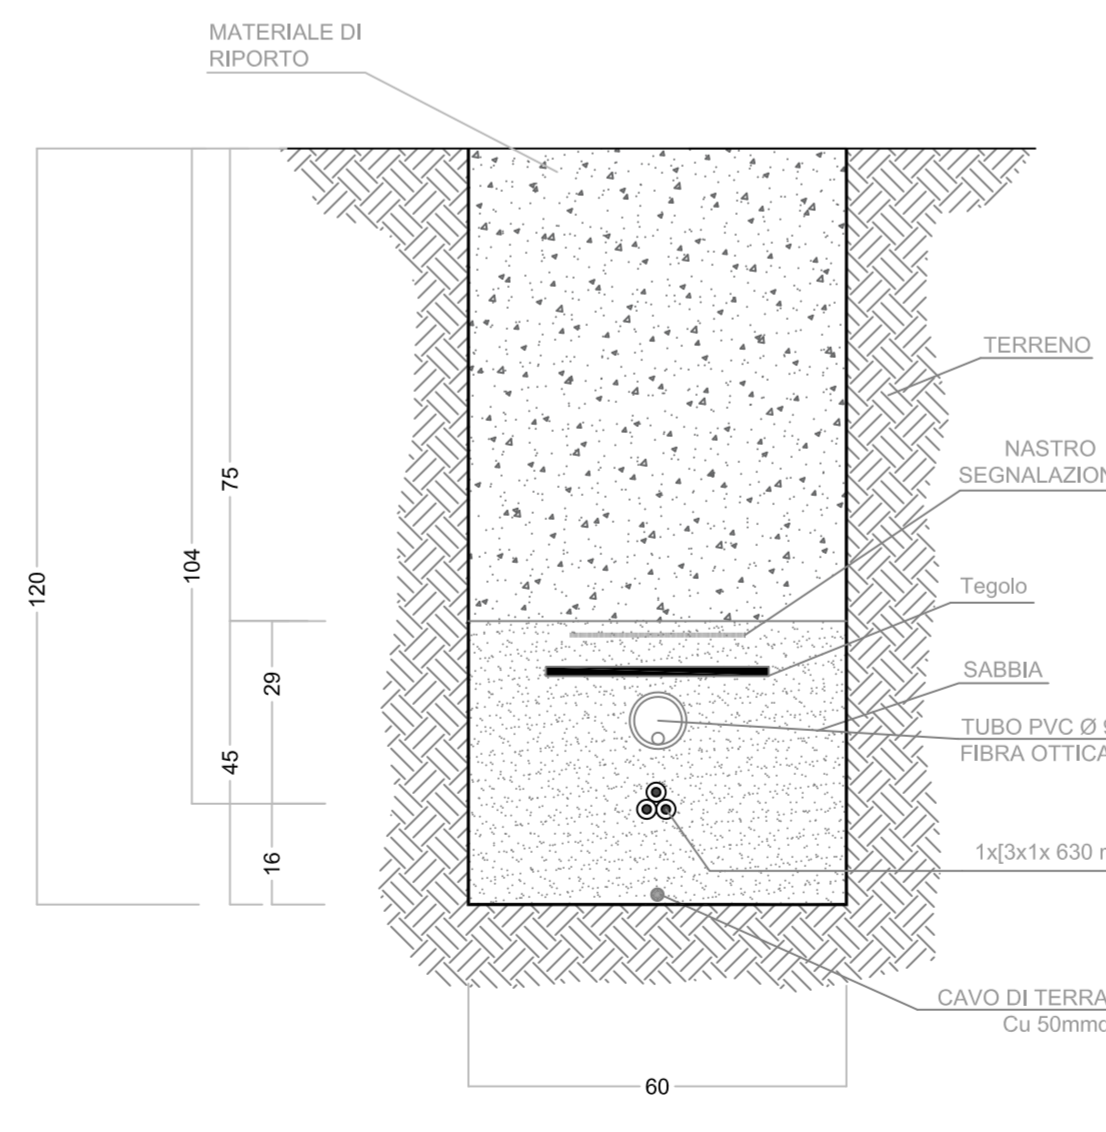 MATERIALE DI
RIPORTO
TERRENO
75
NASTRO
SEGNALAZION
104
120
Tegolo
29
SABBIA
TUBO PVC Ø
FIBRA OTTICA
45
1x[3x1x 630
16
CAVO DI TERRA
Cu 50mm
60